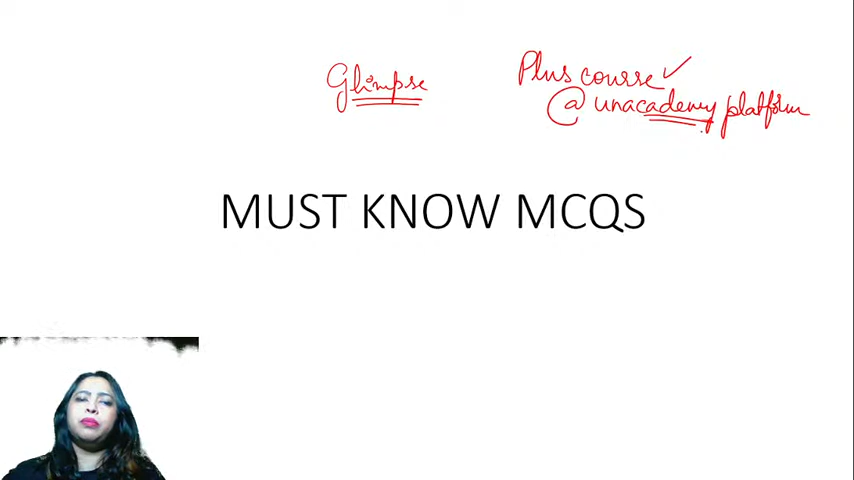 Glimpse
Plus course ✓
@ unacademy platform
MUST KNOW MCQS